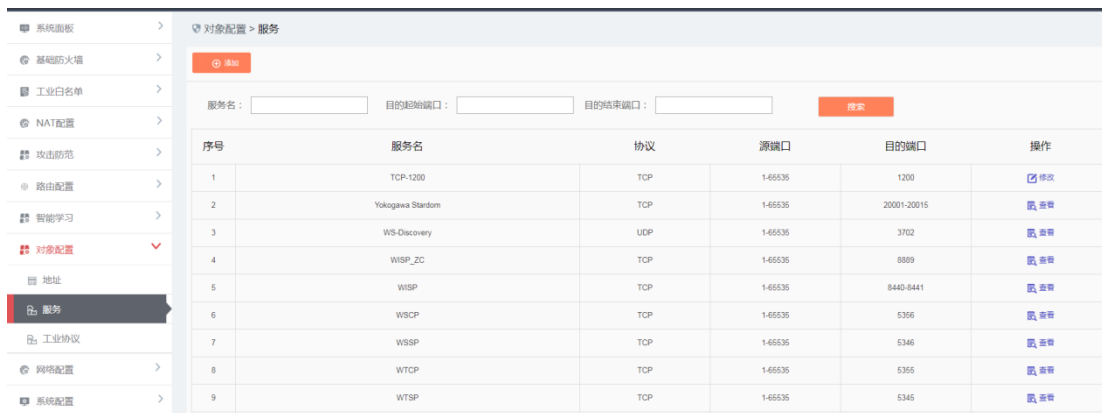 系统面板
基础防火墙
工业白名单
NAT配置
攻击防范
路由配置
智能学习
对象配置
地址
服务
工业协议
网络配置
系统配置
对象配置 > 服务
添加
服务名： 目的起始端口： 目的结束端口： 搜索
序号 服务名 协议 源端口 目的端口 操作
1 TCP-1200 TCP 1-65535 1200 修改
2 Yokogawa Stardom TCP 1-65535 20001-20015 查看
3 WS-Discovery UDP 1-65535 3702 查看
4 WISP_ZC TCP 1-65535 8889 查看
5 WISP TCP 1-65535 8440-8441 查看
6 WSCP TCP 1-65535 5356 查看
7 WSSP TCP 1-65535 5346 查看
8 WTCP TCP 1-65535 5355 查看
9 WTSP TCP 1-65535 5345 查看